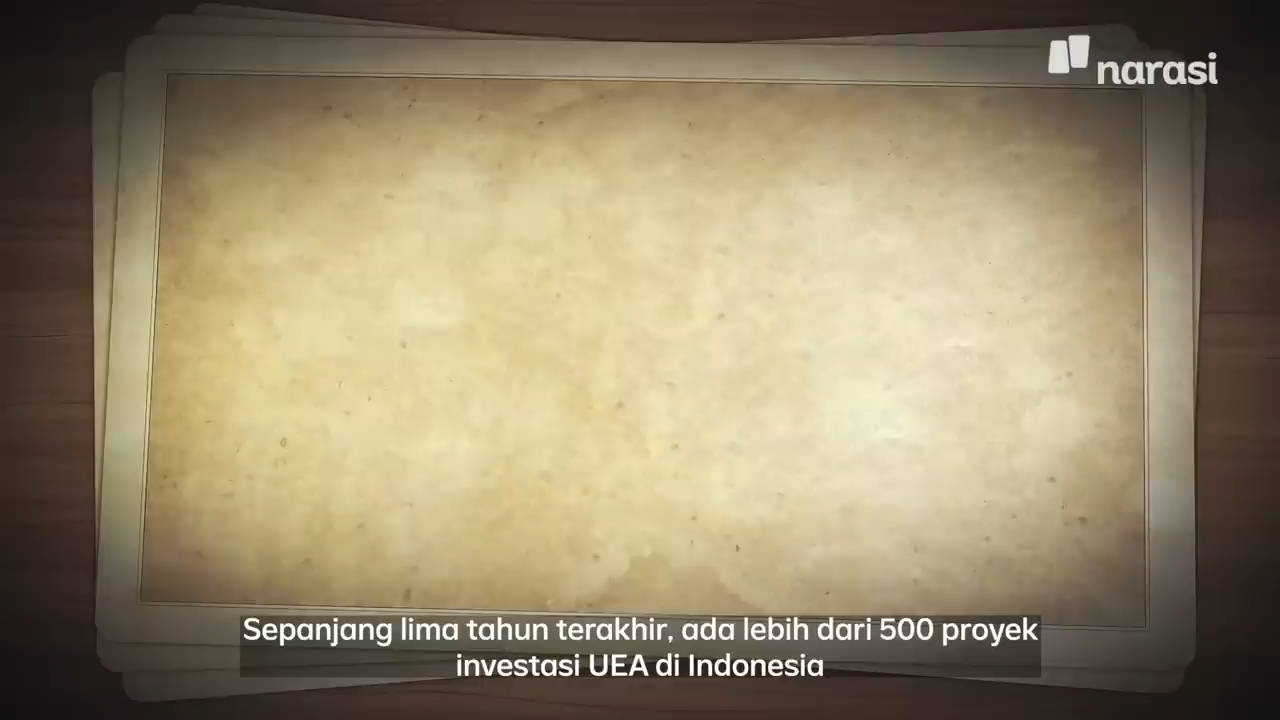 narasi
Sepanjang lima tahun terakhir, ada lebih dari 500 proyek
investasi UEA di Indonesia